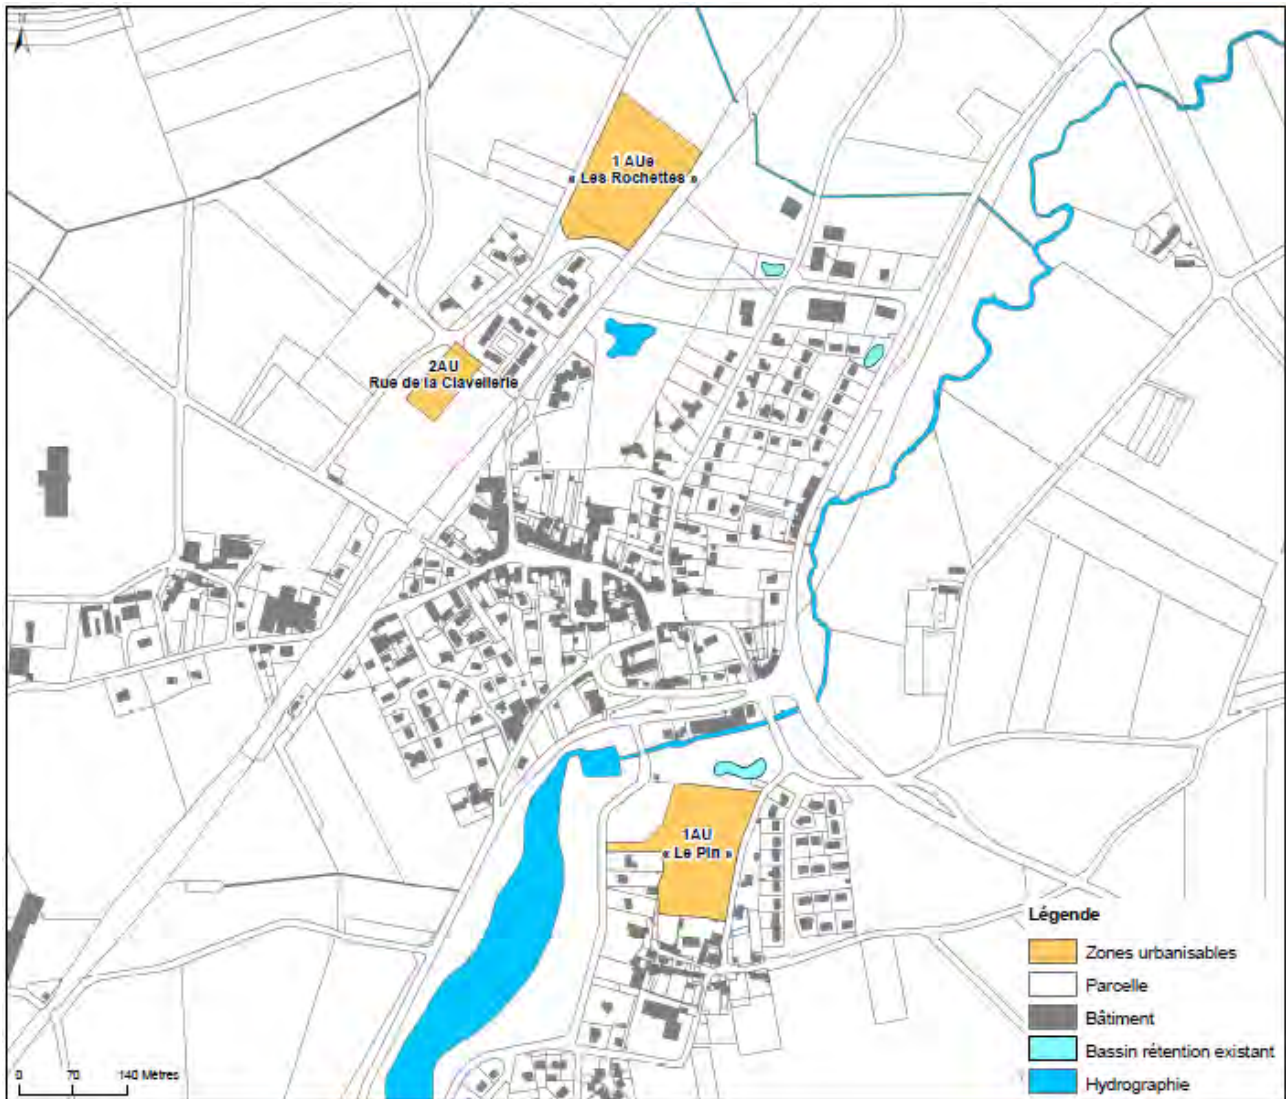 N
1 AUe
« Les Rochettes »
2AU
Rue de la Clavellerie
1AU
« Le Pin »
Légende
Zones urbanisables
Parcelle
Bâtiment
Bassin rétention existant
Hydrographie
0 70 140 Mètres